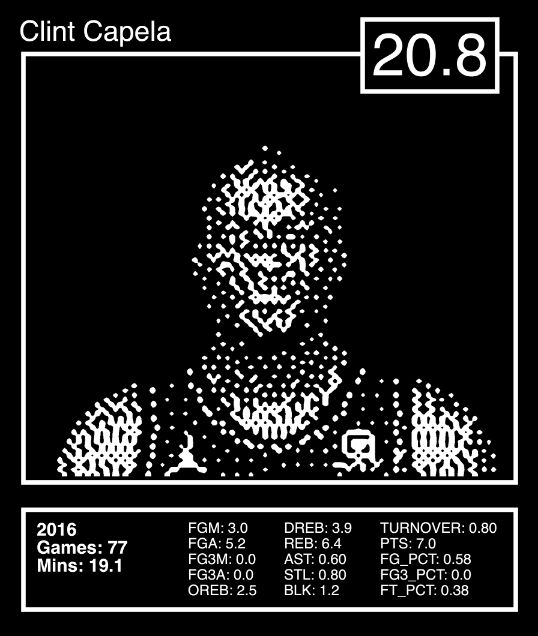 Clint Capela
20.8
2016
Games: 77
Mins: 19.1
FGM: 3.0
FGA: 5.2
FG3M: 0.0
FG3A: 0.0
OREB: 2.5
DREB: 3.9
REB: 6.4
AST: 0.60
STL: 0.80
BLK: 1.2
TURNOVER: 0.80
PTS: 7.0
FG_PCT: 0.58
FG3_PCT: 0.0
FT_PCT: 0.38